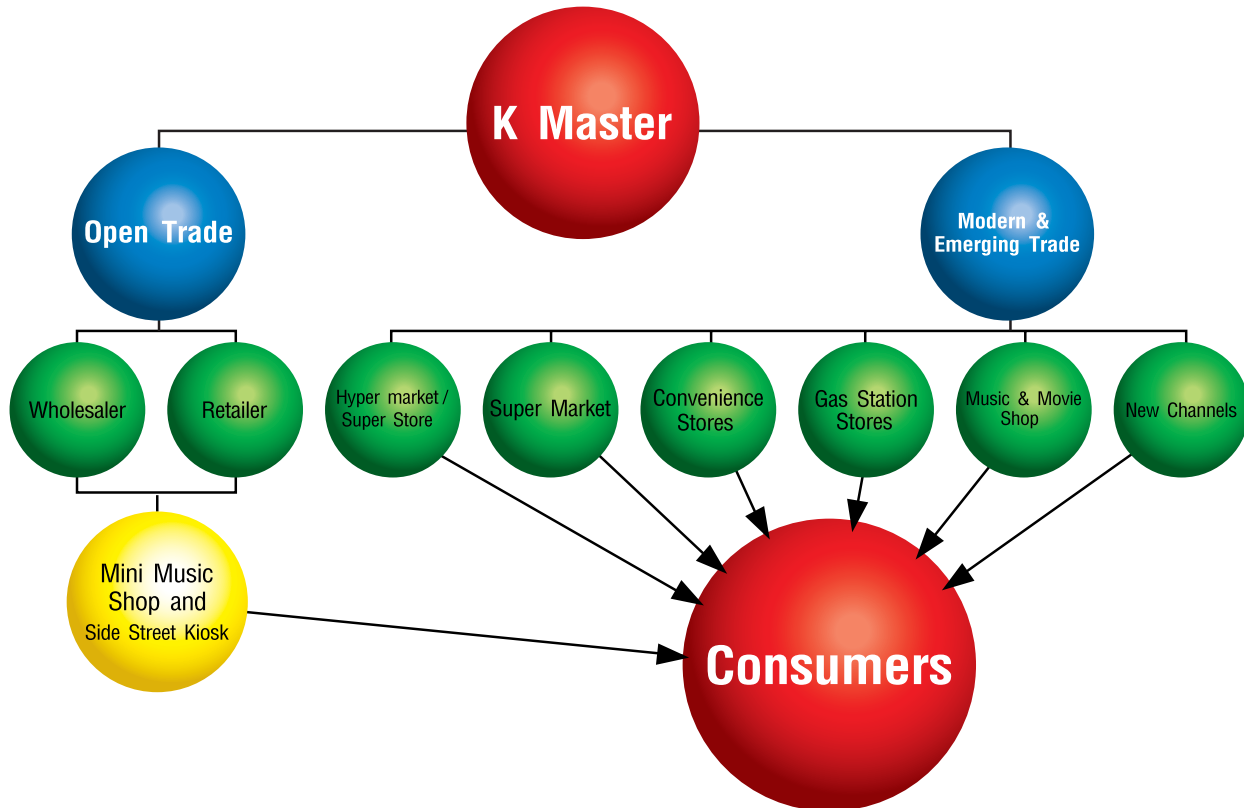 K Master
Open Trade
Modern &
Emerging Trade
Wholesaler
Retailer
Hyper market /
Super Store
Super Market
Convenience
Stores
Gas Station
Stores
Music & Movie
Shop
New Channels
Mini Music
Shop and
Side Street Kiosk
Consumers